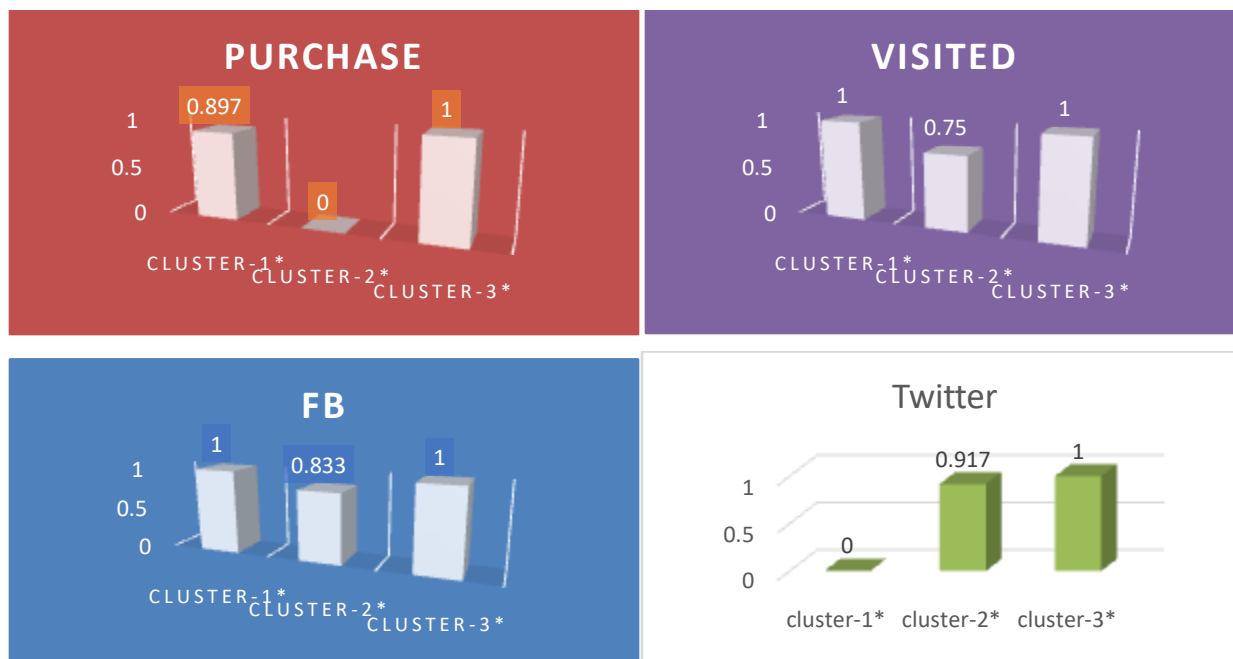 PURCHASE
0.897
1
0
1
0.5
0
CLUSTER-1*
CLUSTER-2*
CLUSTER-3*
VISITED
1
0.75
1
1
0.5
0
CLUSTER-1*
CLUSTER-2*
CLUSTER-3*
FB
1
0.833
1
1
0.5
0
CLUSTER-1*
CLUSTER-2*
CLUSTER-3*
Twitter
0
0.917
1
1
0.5
0
cluster-1* cluster-2* cluster-3*